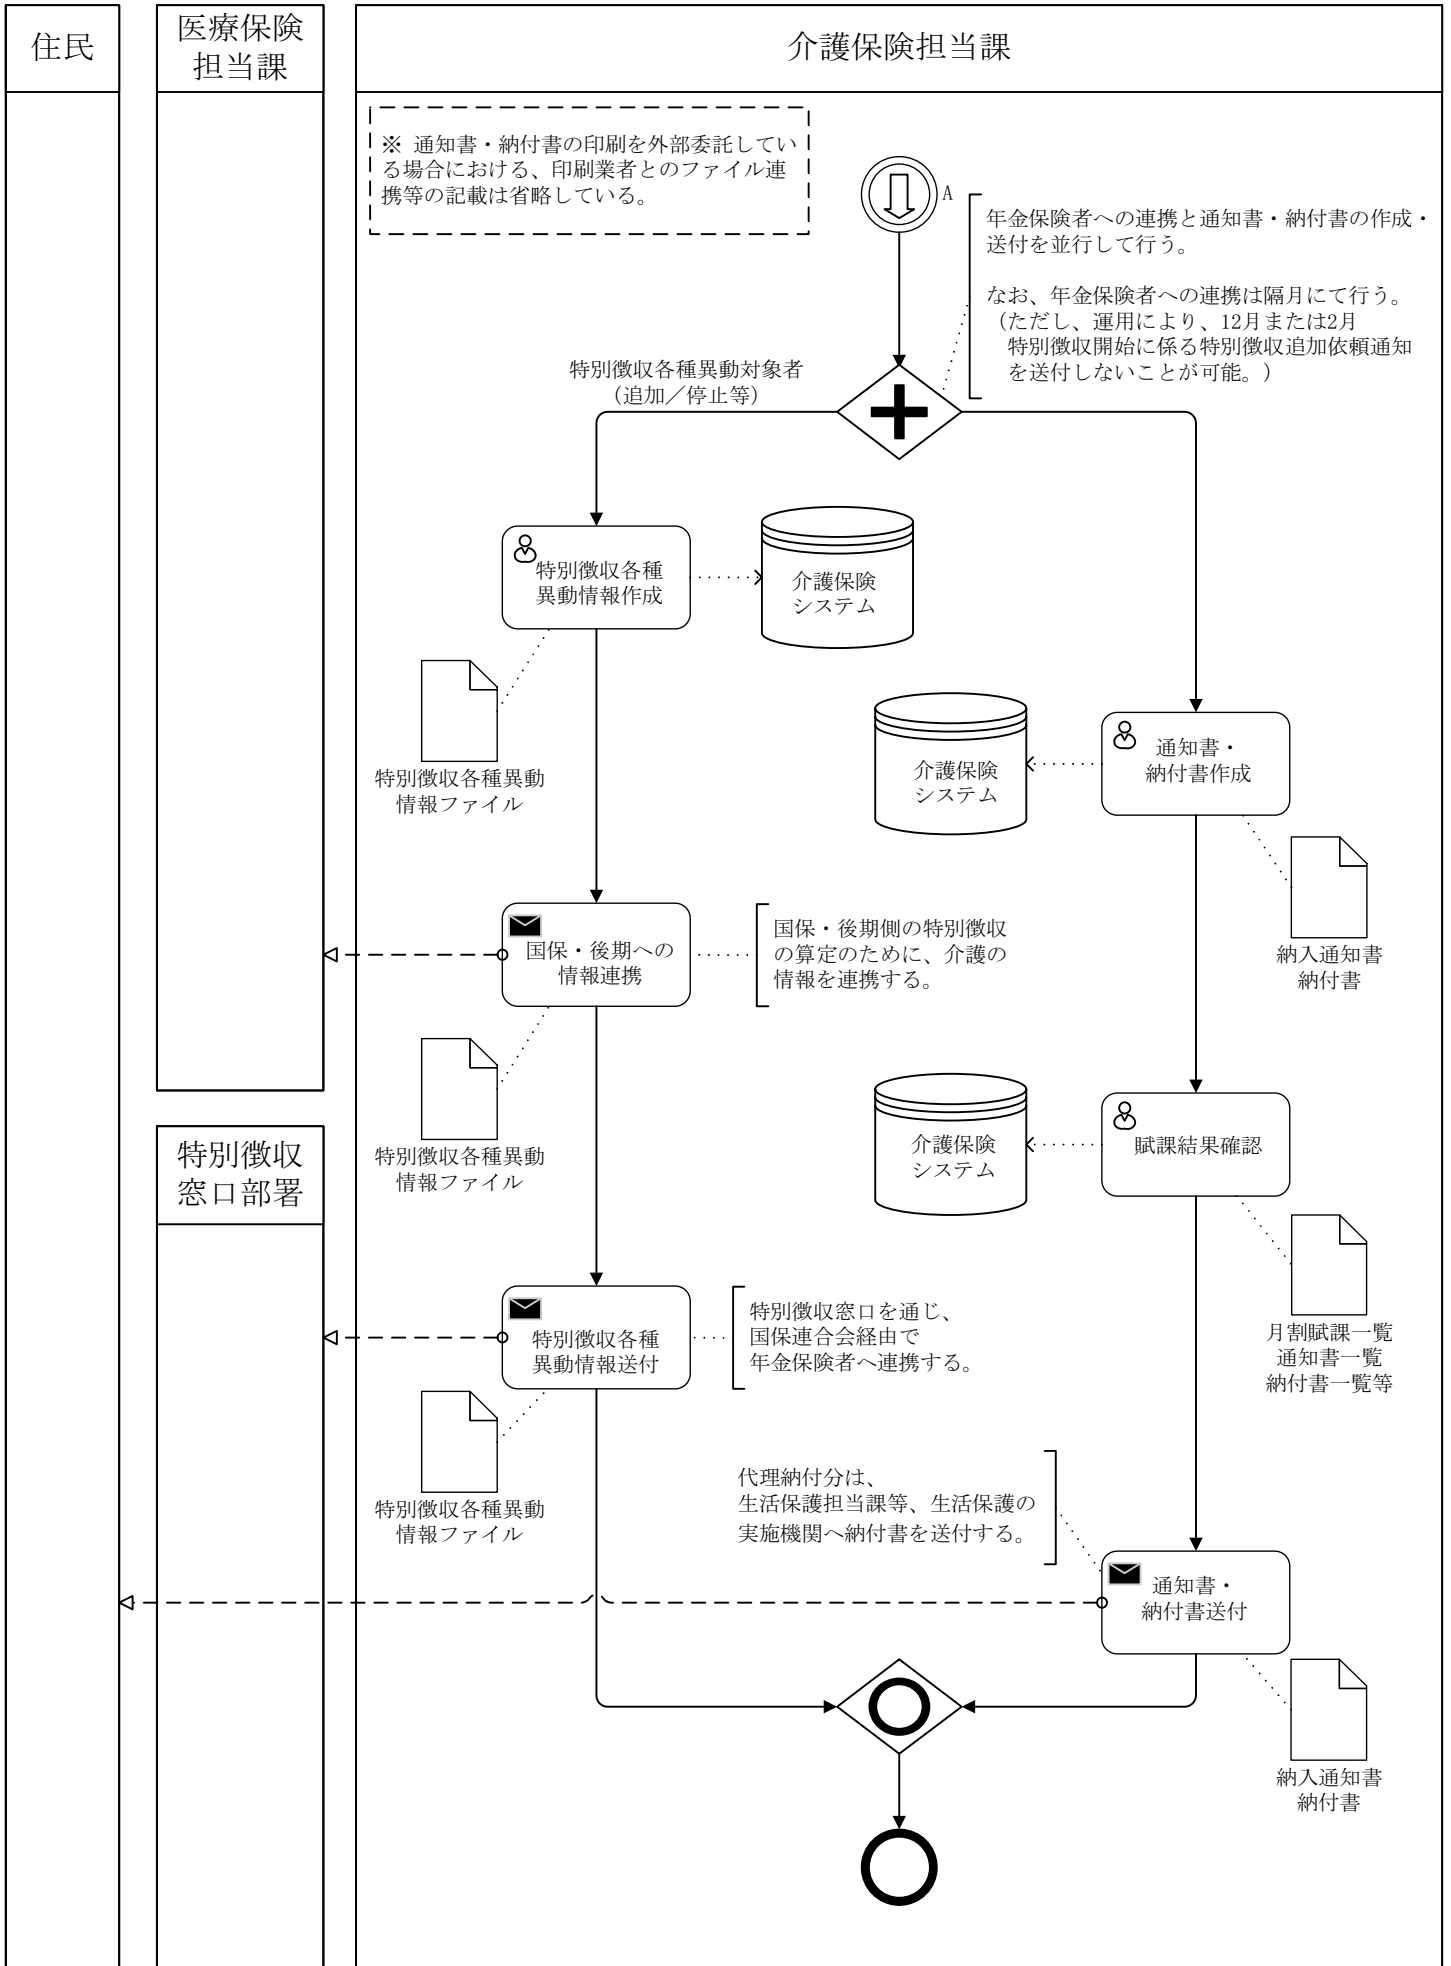 住民
医療保険
担当課
介護保険担当課
※ 通知書・納付書の印刷を外部委託してい
る場合における、印刷業者とのファイル連
携等の記載は省略している。
A
年金保険者への連携と通知書・納付書の作成・
送付を並行して行う。
なお、年金保険者への連携は隔月にて行う。
（ただし、運用により、12月または2月
特別徴収開始に係る特別徴収追加依頼通知
を送付しないことが可能。）
特別徴収各種異動対象者
（追加／停止等）
特別徴収各種
異動情報作成
介護保険
システム
特別徴収各種異動
情報ファイル
介護保険
システム
通知書・
納付書作成
納入通知書
納付書
国保・後期への
情報連携
国保・後期側の特別徴収
の算定のために、介護の
情報を連携する。
特別徴収各種異動
情報ファイル
介護保険
システム
賦課結果確認
月割賦課一覧
通知書一覧
納付書一覧等
特別徴収
窓口部署
特別徴収各種
異動情報送付
特別徴収窓口を通じ、
国保連合会経由で
年金保険者へ連携する。
特別徴収各種異動
情報ファイル
代理納付分は、
生活保護担当課等、生活保護の
実施機関へ納付書を送付する。
通知書・
納付書送付
納入通知書
納付書